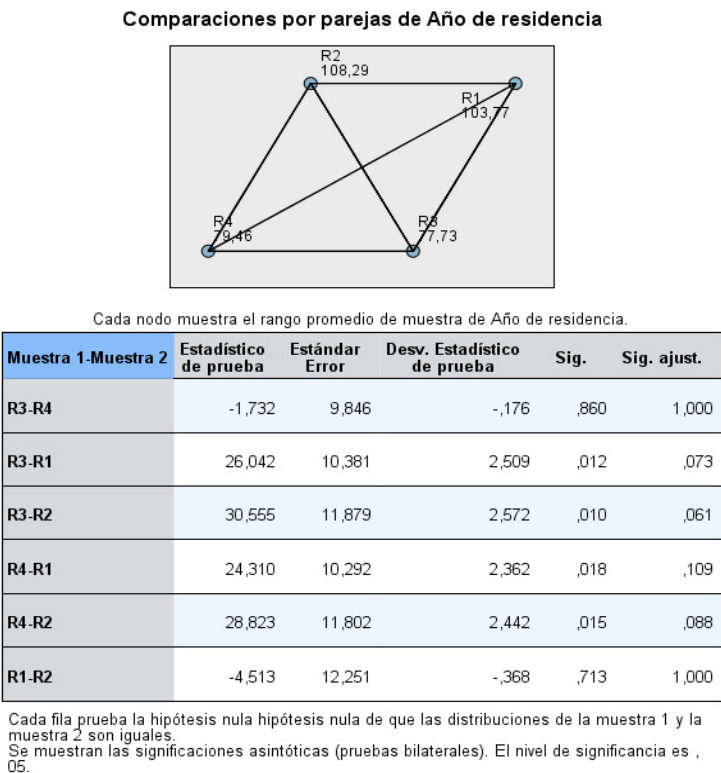 Comparaciones por parejas de Año de residencia
R2
108,29
R1
103,77
R4
79,46
R3
77,73
Cada nodo muestra el rango promedio de muestra de Año de residencia.
Muestra 1-Muestra 2 Estadístico de prueba Estándar Error Desv. Estadístico de prueba Sig. Sig. ajust.
R3-R4 -1,732 9,846 -,176 ,860 1,000
R3-R1 26,042 10,381 2,509 ,012 ,073
R3-R2 30,555 11,879 2,572 ,010 ,061
R4-R1 24,310 10,292 2,362 ,018 ,109
R4-R2 28,823 11,802 2,442 ,015 ,088
R1-R2 -4,513 12,251 -,368 ,713 1,000
Cada fila prueba la hipótesis nula hipótesis nula de que las distribuciones de la muestra 1 y la
muestra 2 son iguales.
Se muestran las significaciones asintóticas (pruebas bilaterales). El nivel de significancia es ,
05.